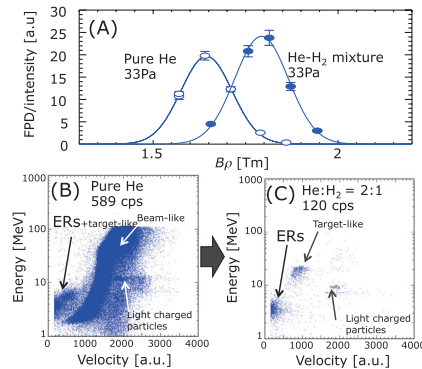 (A)
FPD/intensity [a.u]
30
25
20
15
10
5
0
Pure He
33Pa
He-H2 mixture
33Pa
1.5
2
Bρ [Tm]
(B)
Pure He
589 cps
Energy [MeV]
1000
100
10
1
ERs+target-like
Beam-like
Light charged
particles
0
1000
2000
3000
4000
Velocity [a.u.]
(C)
He:H2 = 2:1
120 cps
Energy [MeV]
1000
100
10
1
Target-like
ERs
Light charged
particles
0
1000
2000
3000
4000
Velocity [a.u.]